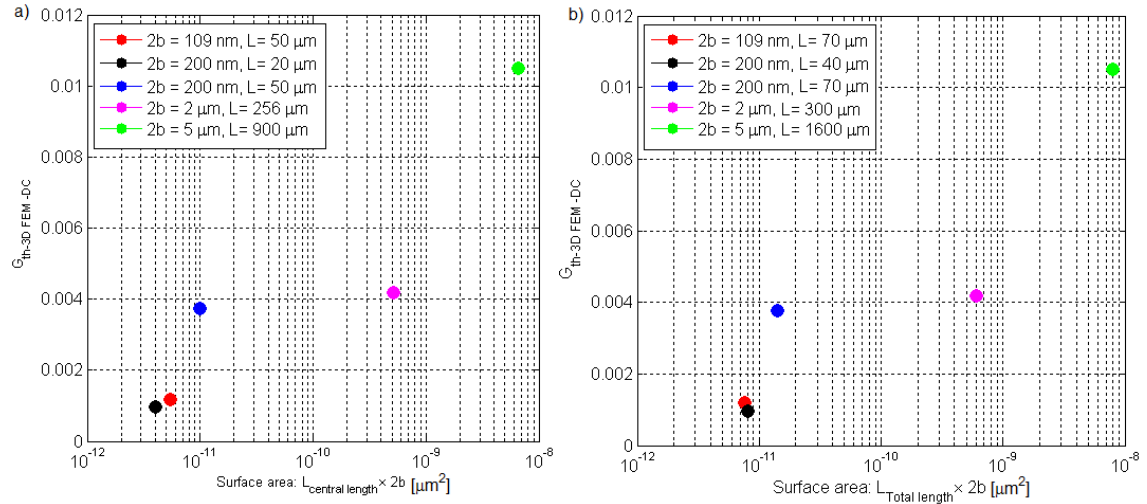 a)
2b = 109 nm, L= 50 μm
2b = 200 nm, L= 20 μm
2b = 200 nm, L= 50 μm
2b = 2 μm, L= 256 μm
2b = 5 μm, L= 900 μm
0.012
0.01
0.008
0.006
0.004
0.002
0
G th-3D FEM -DC
10^-12
10^-11
10^-10
10^-9
10^-8
Surface area: L central length × 2b [μm²]
b)
2b = 109 nm, L= 70 μm
2b = 200 nm, L= 40 μm
2b = 200 nm, L= 70 μm
2b = 2 μm, L= 300 μm
2b = 5 μm, L= 1600 μm
0.012
0.01
0.008
0.006
0.004
0.002
0
G th-3D FEM -DC
10^-12
10^-11
10^-10
10^-9
10^-8
Surface area: L Total length × 2b [μm²]